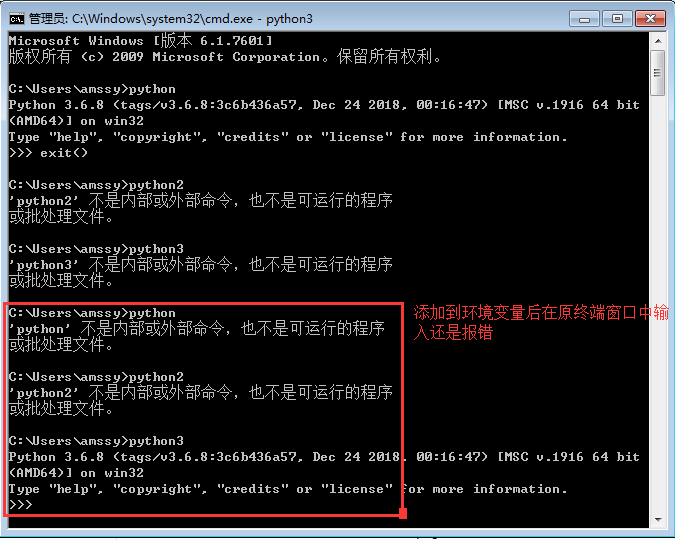 管理员: C:\Windows\system32\cmd.exe - python3
Microsoft Windows [版本 6.1.7601]
版权所有 (c) 2009 Microsoft Corporation。保留所有权利。
C:\Users\amssy>python
Python 3.6.8 (tags/v3.6.8:3c6b436a57, Dec 24 2018, 00:16:47) [MSC v.1916 64 bit
(AMD64)] on win32
Type "help", "copyright", "credits" or "license" for more information.
>>> exit()
C:\Users\amssy>python2
'python2' 不是内部或外部命令，也不是可运行的程序
或批处理文件。
C:\Users\amssy>python3
'python3' 不是内部或外部命令，也不是可运行的程序
或批处理文件。
C:\Users\amssy>python
'python' 不是内部或外部命令，也不是可运行的程序
或批处理文件。
C:\Users\amssy>python2
'python2' 不是内部或外部命令，也不是可运行的程序
或批处理文件。
C:\Users\amssy>python3
Python 3.6.8 (tags/v3.6.8:3c6b436a57, Dec 24 2018, 00:16:47) [MSC v.1916 64 bit
(AMD64)] on win32
Type "help", "copyright", "credits" or "license" for more information.
>>>
添加到环境变量后在原终端窗口中输
入还是报错